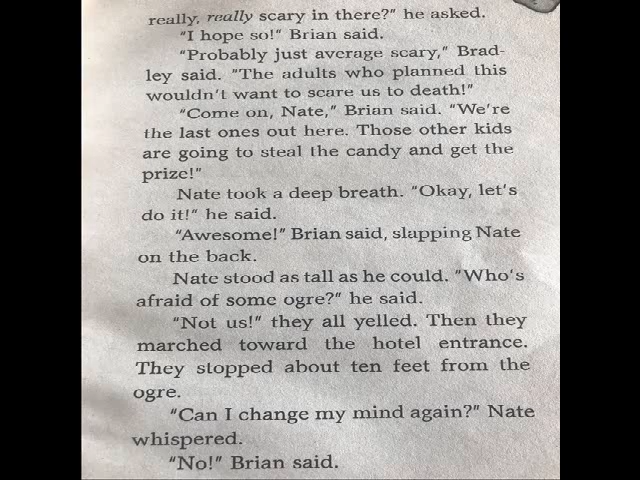 really, really scary in there?" he asked.
"I hope so!" Brian said.
"Probably just average scary," Brad-
ley said. "The adults who planned this
wouldn't want to scare us to death!"
"Come on, Nate," Brian said. "We're
the last ones out here. Those other kids
are going to steal the candy and get the
prize!"
Nate took a deep breath. "Okay, let's
do it!" he said.
"Awesome!" Brian said, slapping Nate
on the back.
Nate stood as tall as he could. "Who's
afraid of some ogre?" he said.
"Not us!" they all yelled. Then they
marched toward the hotel entrance.
They stopped about ten feet from the
ogre.
"Can I change my mind again?" Nate
whispered.
"No!" Brian said.